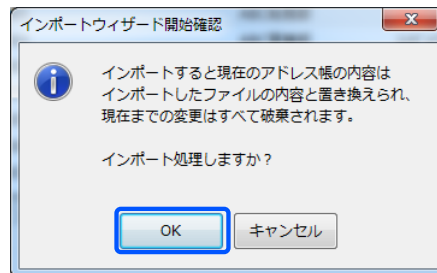 インポートウィザード開始確認
インポートすると現在のアドレス帳の内容は
インポートしたファイルの内容と置き換えられ、
現在までの変更はすべて破棄されます。
インポート処理しますか？
OK
キャンセル